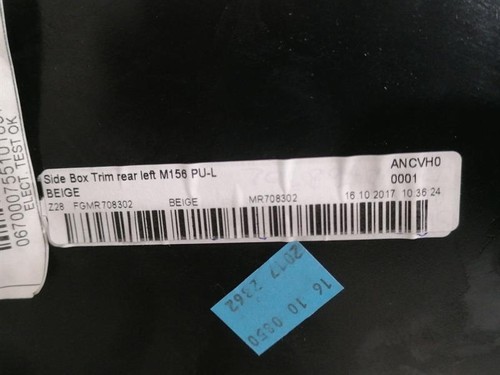 Side Box Trim rear left M156 PU-L
BEIGE
ANCVH0
0001
Z28 FGMR708302 BEIGE MR708302 16 10 2017 10:36:24
ELECT. TEST OK
16 10 0850
2017 2362